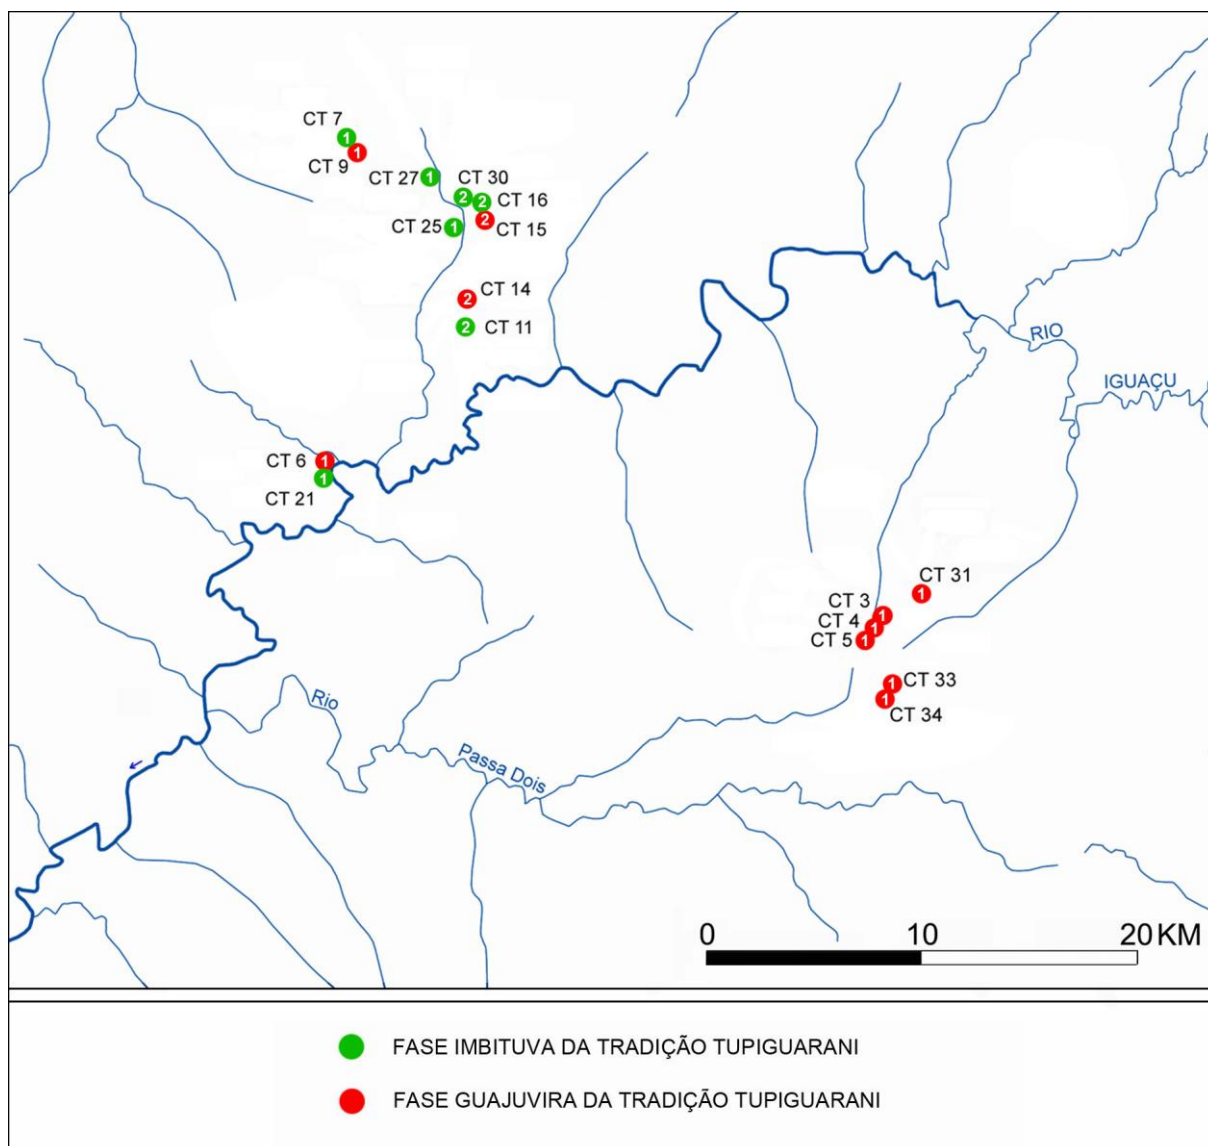 CT 7
1
CT 9
1
CT 27
1
CT 30
2
2
CT 16
2
CT 15
CT 25
1
CT 14
2
2
CT 11
RIO
IGUAÇU
CT 6
1
1
CT 21
CT 31
1
CT 3
1
CT 4
1
CT 5
1
1
CT 33
1
CT 34
Rio
Passa Dois
0
10
20 KM
FASE IMBITUVA DA TRADIÇÃO TUPIGUARANI
FASE GUAJUVIRA DA TRADIÇÃO TUPIGUARANI